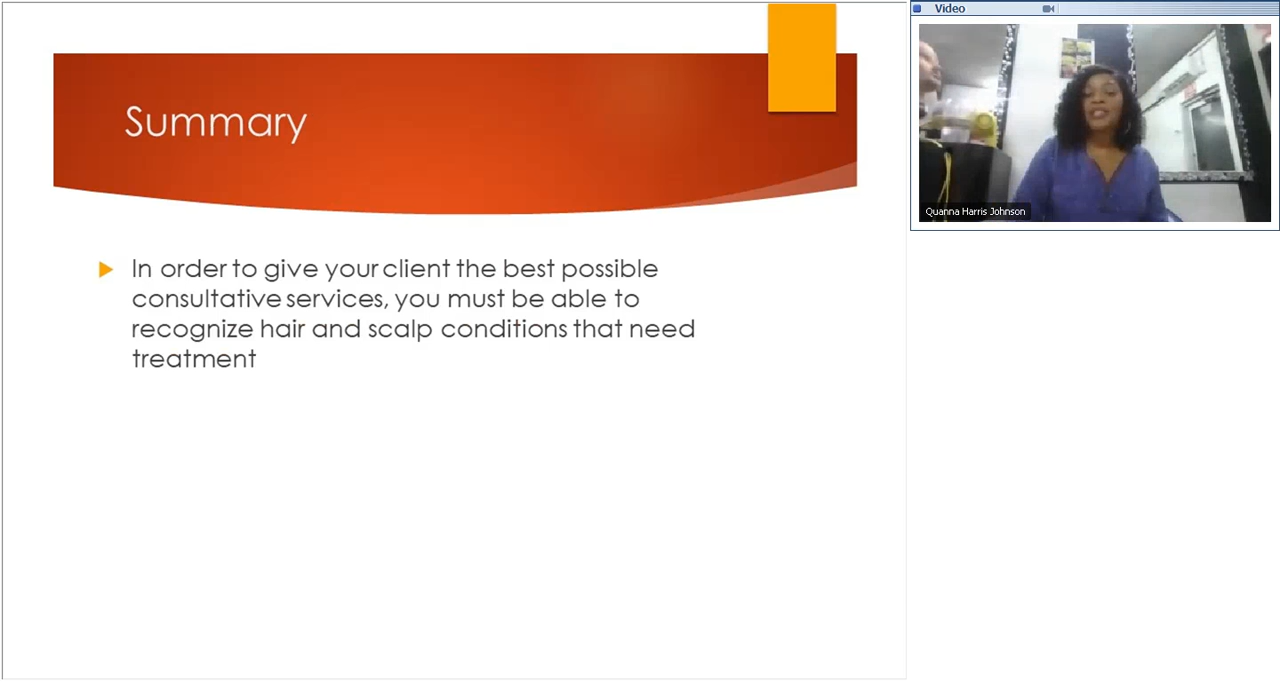 Summary
In order to give your client the best possible
consultative services, you must be able to
recognize hair and scalp conditions that need
treatment
Video
Quanna Harris Johnson